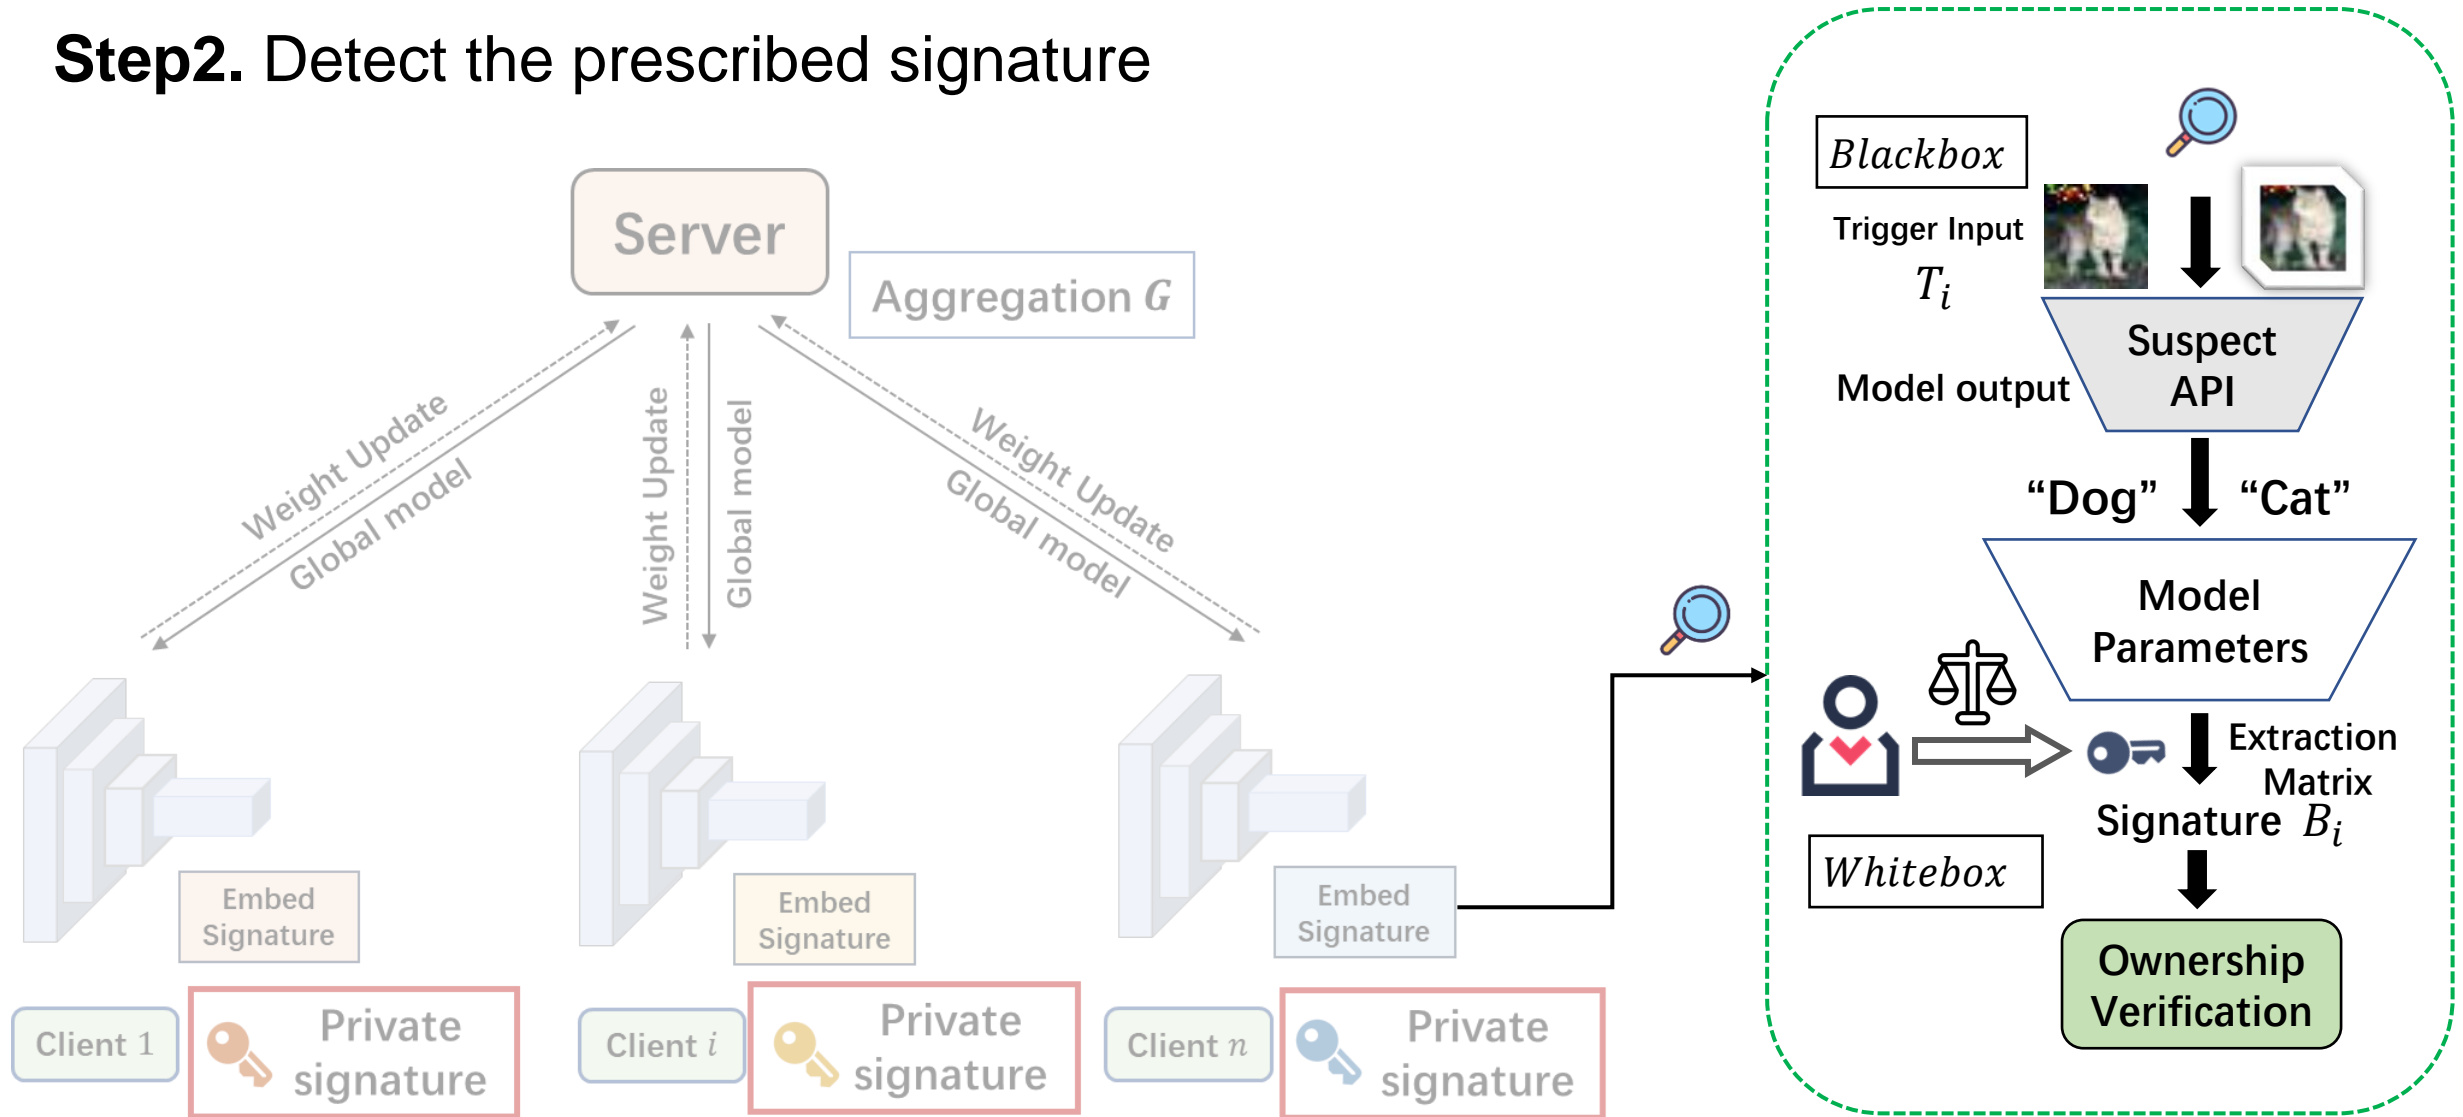 Step2. Detect the prescribed signature
Server
Aggregation G
Weight Update
Global model
Weight Update
Global model
Weight Update
Global model
Embed
Signature
Embed
Signature
Embed
Signature
Client 1
Private
signature
Client i
Private
signature
Client n
Private
signature
Blackbox
Trigger Input
T_i
Suspect
API
Model output
“Dog”
“Cat”
Model
Parameters
Extraction
Matrix
Signature B_i
Whitebox
Ownership
Verification